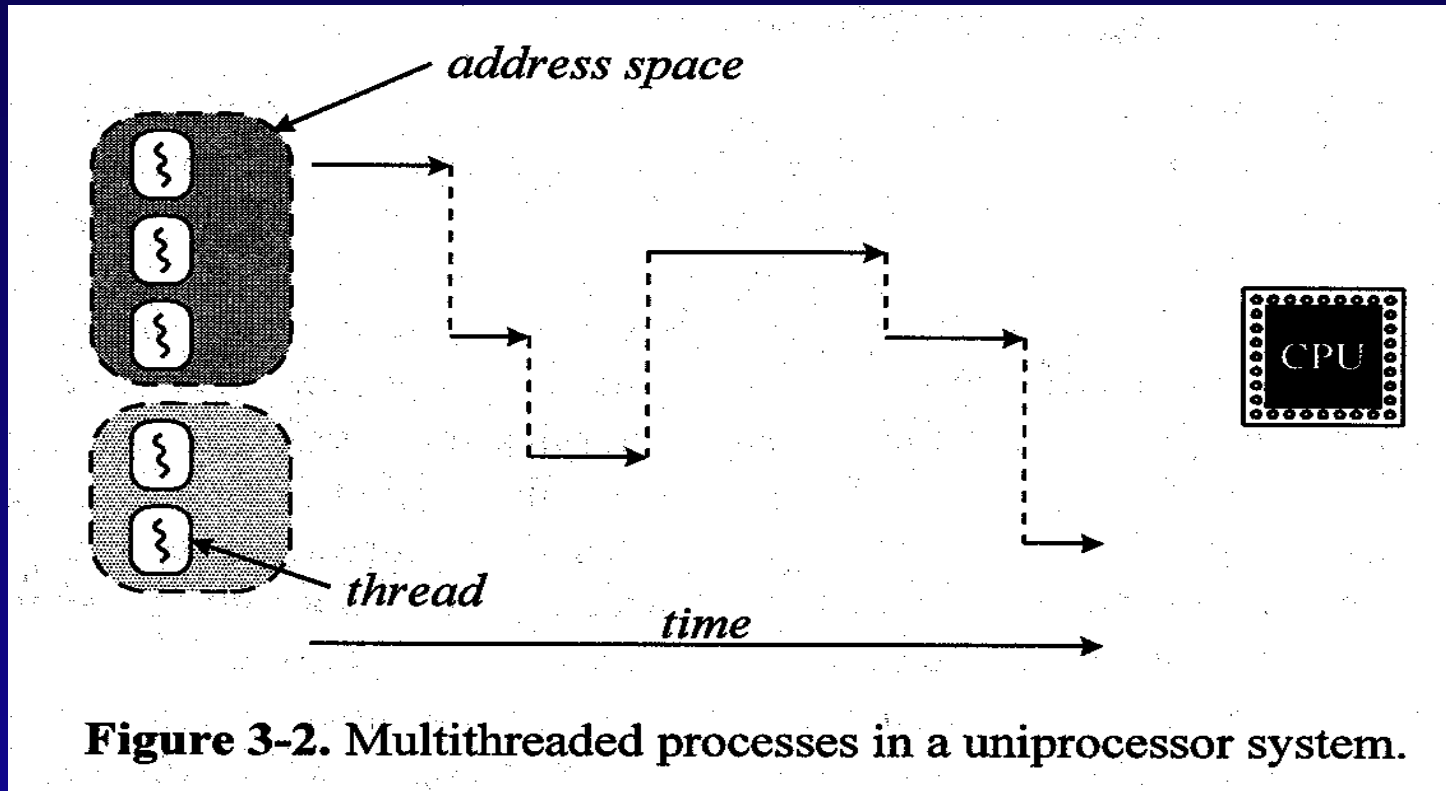 address space
CPU
thread
time
Figure 3-2. Multithreaded processes in a uniprocessor system.